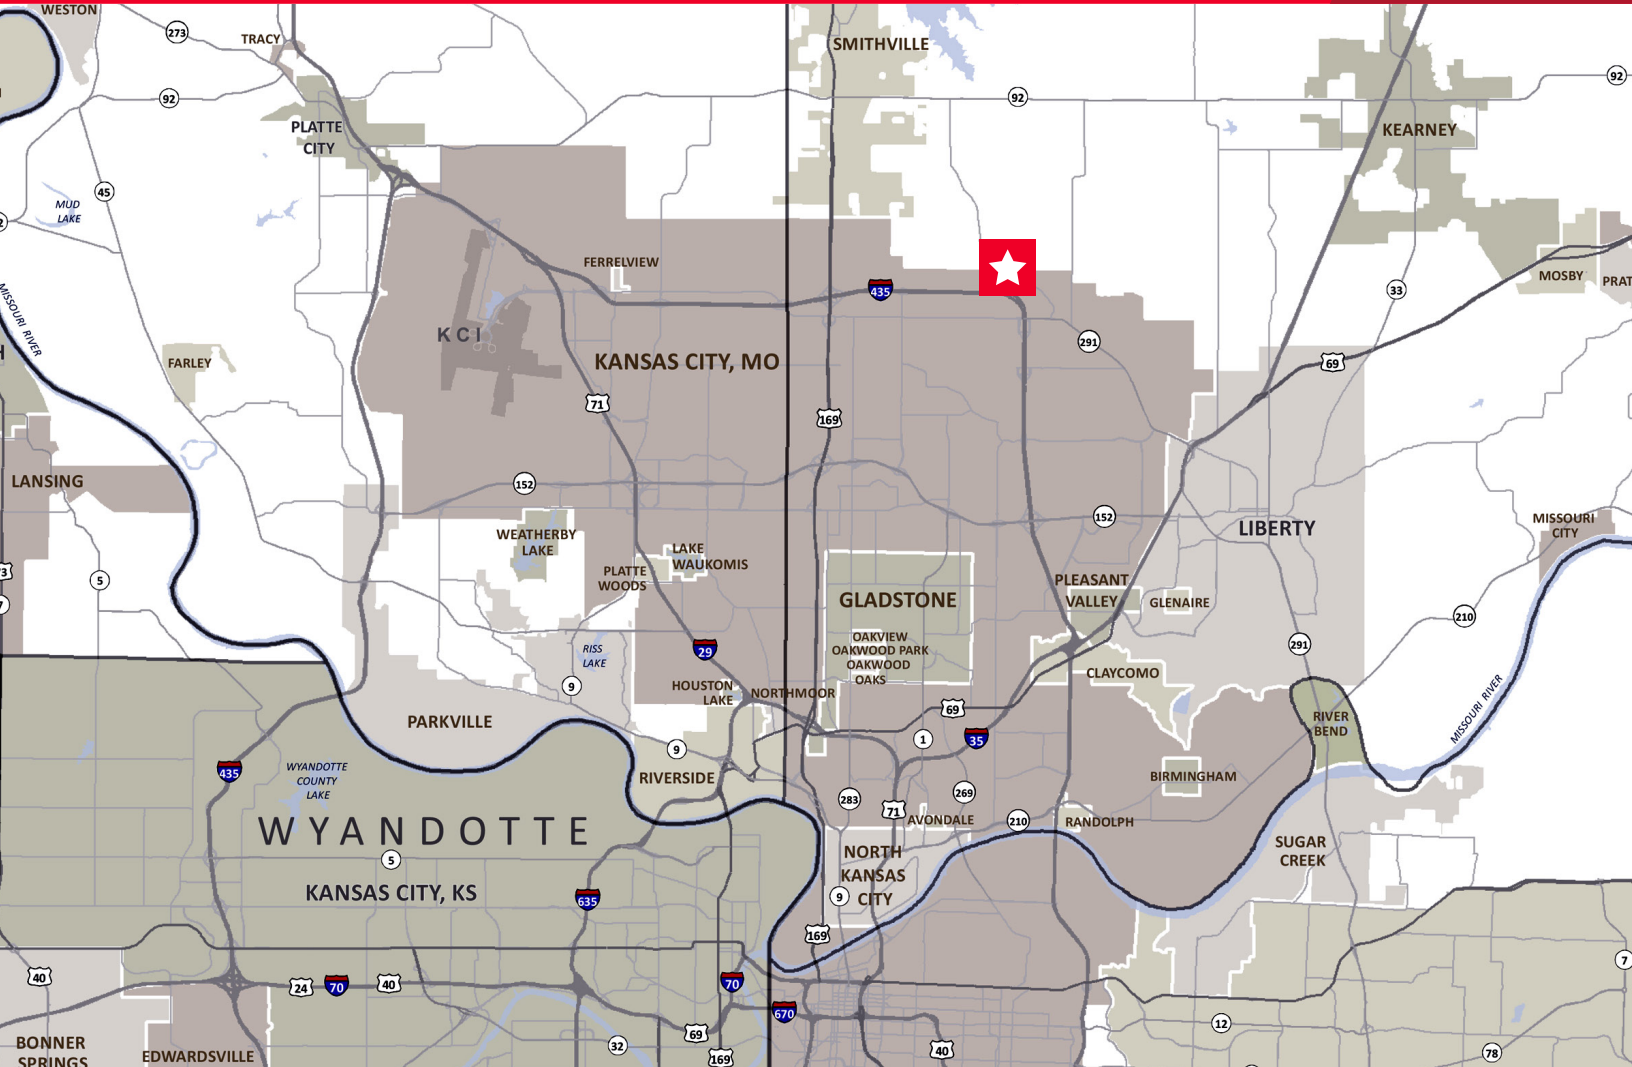 WESTON
273
TRACY
SMITHVILLE
92
92
92
PLATTE
CITY
KEARNEY
45
MUD
LAKE
MISSOURI RIVER
FERRELVIEW
435
MOSBY
PRAT
33
KCI
291
FARLEY
KANSAS CITY, MO
69
71
169
LANSING
152
152
WEATHERBY
LAKE
LAKE
WAUKOMIS
LIBERTY
MISSOURI
CITY
5
PLATTE
WOODS
PLEASANT
VALLEY
GLADSTONE
GLENAIRE
210
OAKVIEW
OAKWOOD PARK
OAKWOOD
OAKS
291
RISS
LAKE
29
9
HOUSTON
LAKE
NORTHMOOR
CLAYCOMO
MISSOURI RIVER
PARKVILLE
69
RIVER
BEND
9
1
35
435
WYANDOTTE
COUNTY
LAKE
RIVERSIDE
BIRMINGHAM
283
71
269
AVONDALE
210
RANDOLPH
WYANDOTTE
5
NORTH
KANSAS
CITY
SUGAR
CREEK
KANSAS CITY, KS
635
9
169
7
40
24
70
40
70
670
12
BONNER
SPRINGS
EDWARDSVILLE
32
69
169
40
78